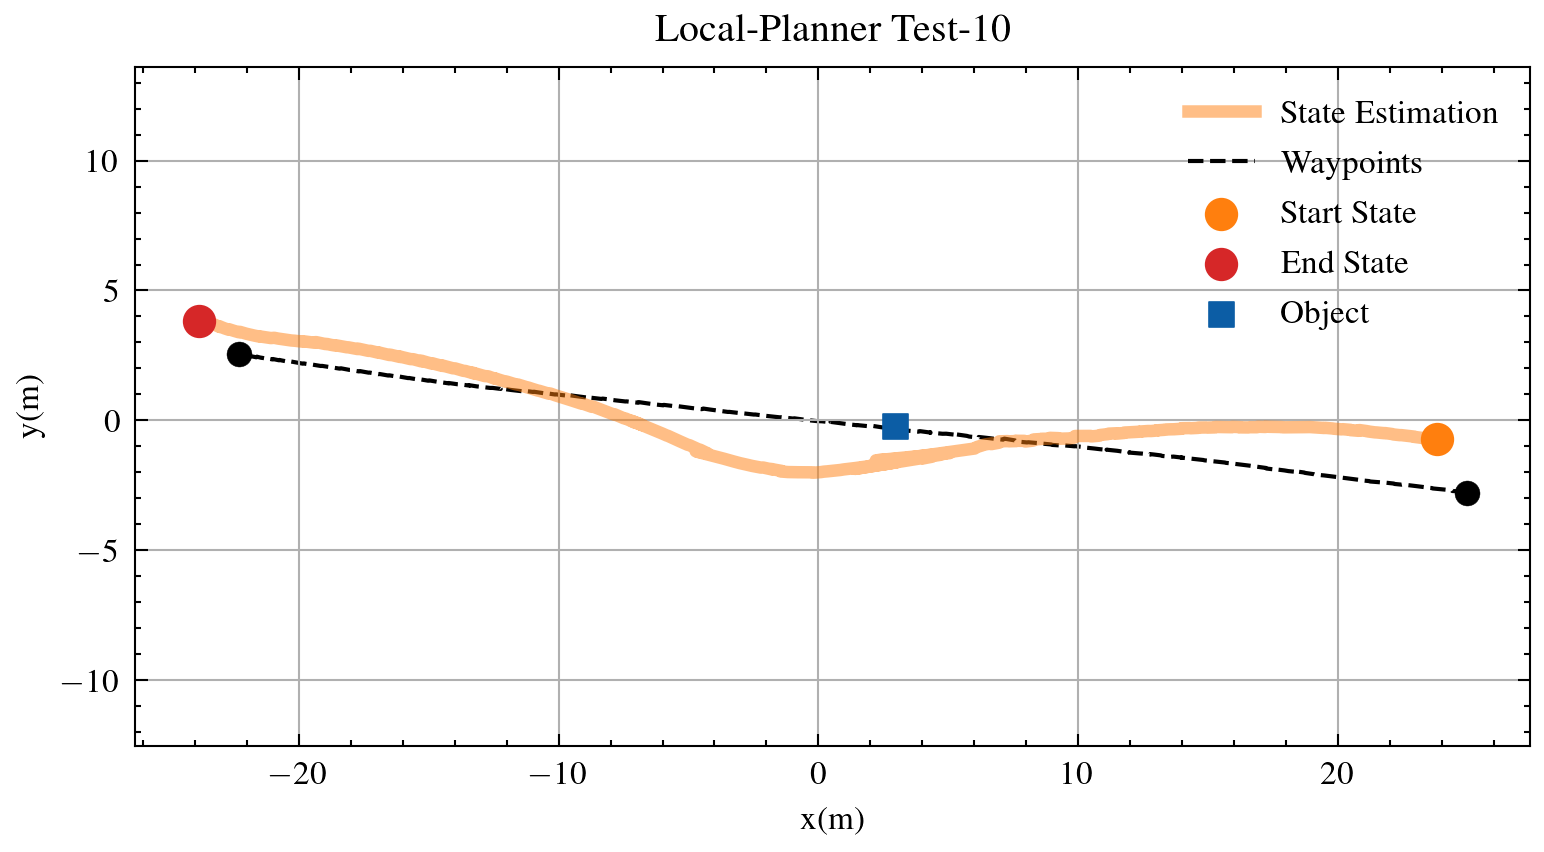 Local-Planner Test-10
State Estimation
Waypoints
Start State
End State
Object
y(m)
10
5
0
−5
−10
−20
−10
0
10
20
x(m)